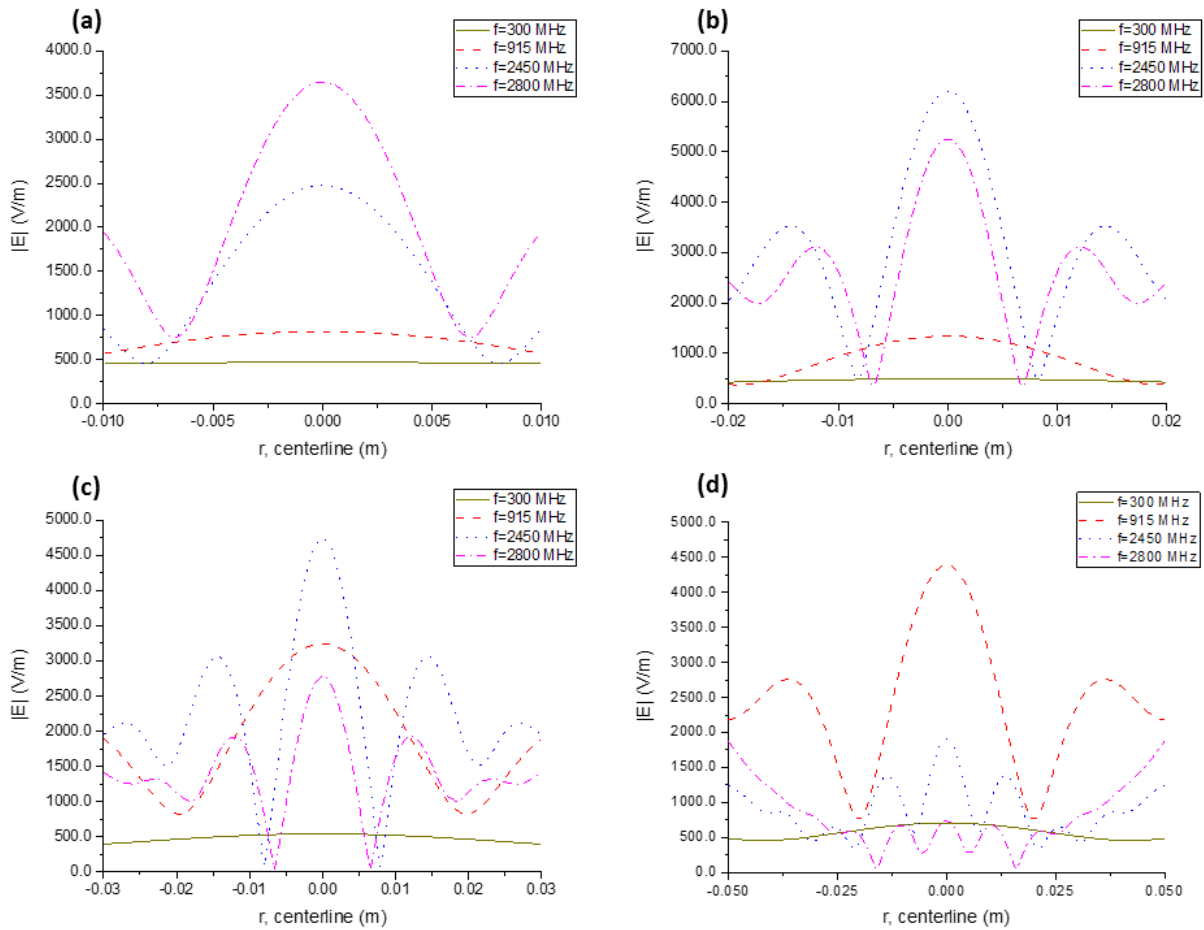 (a)
f=300 MHz
f=915 MHz
f=2450 MHz
f=2800 MHz
4000.0
3500.0
3000.0
2500.0
2000.0
1500.0
1000.0
500.0
0.0
|E| (V/m)
-0.010
-0.005
0.000
0.005
0.010
r, centerline (m)
(b)
f=300 MHz
f=915 MHz
f=2450 MHz
f=2800 MHz
7000.0
6000.0
5000.0
4000.0
3000.0
2000.0
1000.0
0.0
|E| (V/m)
-0.02
-0.01
0.00
0.01
0.02
r, centerline (m)
(c)
f=300 MHz
f=915 MHz
f=2450 MHz
f=2800 MHz
5000.0
4500.0
4000.0
3500.0
3000.0
2500.0
2000.0
1500.0
1000.0
500.0
0.0
|E| (V/m)
-0.03
-0.02
-0.01
0.00
0.01
0.02
0.03
r, centerline (m)
(d)
f=300 MHz
f=915 MHz
f=2450 MHz
f=2800 MHz
5000.0
4500.0
4000.0
3500.0
3000.0
2500.0
2000.0
1500.0
1000.0
500.0
0.0
|E| (V/m)
-0.050
-0.025
0.000
0.025
0.050
r, centerline (m)